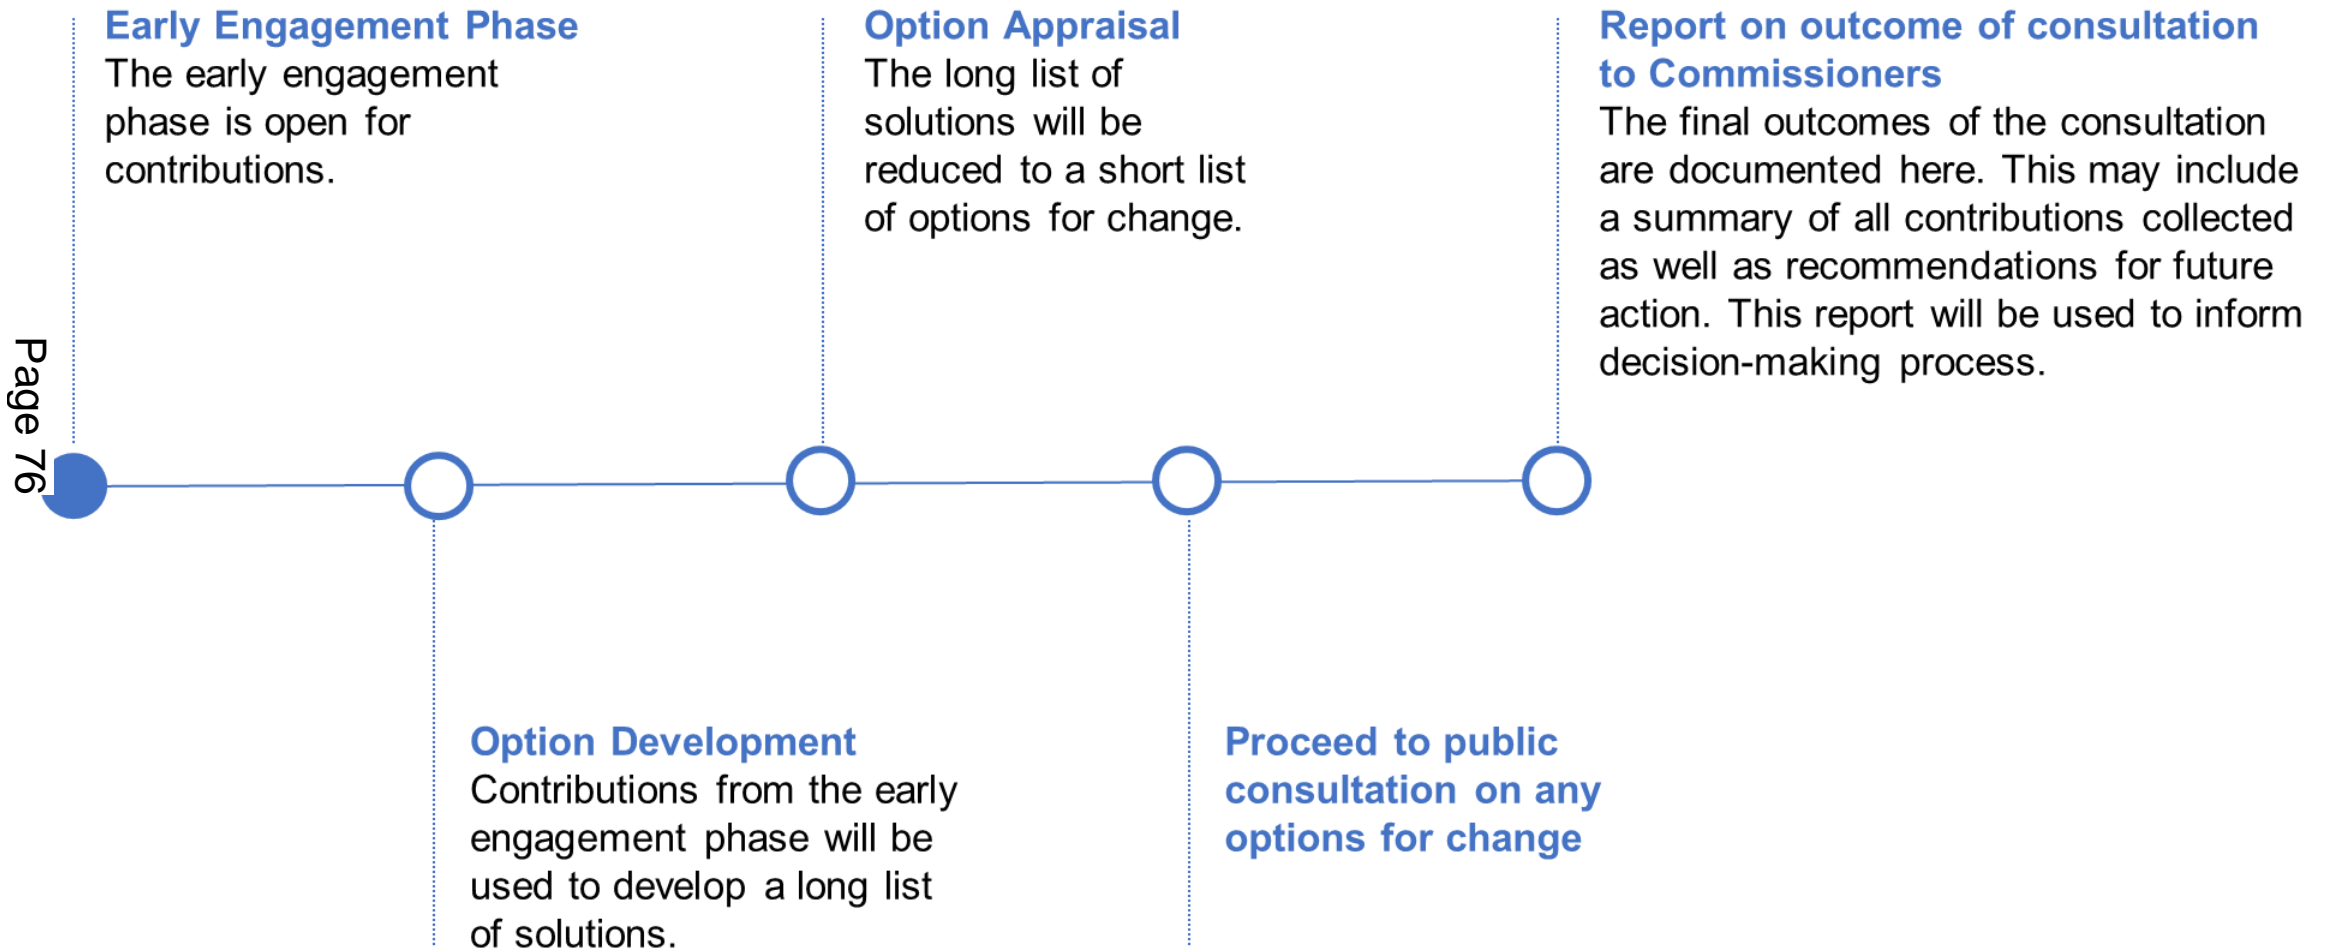 Early Engagement Phase
The early engagement
phase is open for
contributions.
Option Appraisal
The long list of
solutions will be
reduced to a short list
of options for change.
Report on outcome of consultation
to Commissioners
The final outcomes of the consultation
are documented here. This may include
a summary of all contributions collected
as well as recommendations for future
action. This report will be used to inform
decision-making process.
Page 76
Option Development
Contributions from the early
engagement phase will be
used to develop a long list
of solutions.
Proceed to public
consultation on any
options for change